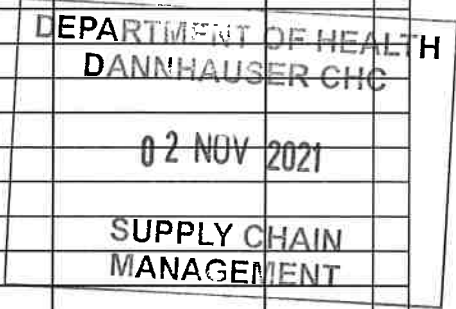 DEPARTMENT OF HEALTH
DANNHAUSER CHC
02 NOV 2021
SUPPLY CHAIN
MANAGEMENT